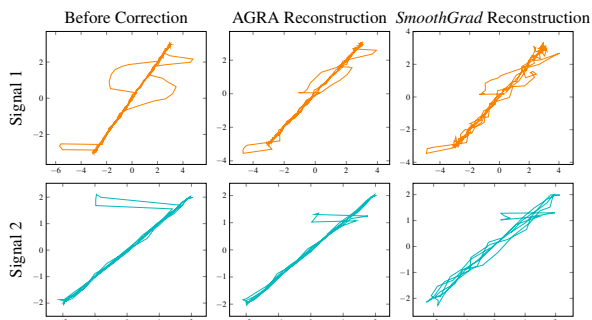 Before Correction AGRA Reconstruction SmoothGrad Reconstruction
Signal 1
2 0 −2
−6 −4 −2 0 2 4
2 0 −2 −4
−4 −2 0 2 4
4 2 0 −2 −4
−4 −2 0 2 4
Signal 2
2 1 0 −1 −2
2 1 0 −1 −2
2 1 0 −1 −2